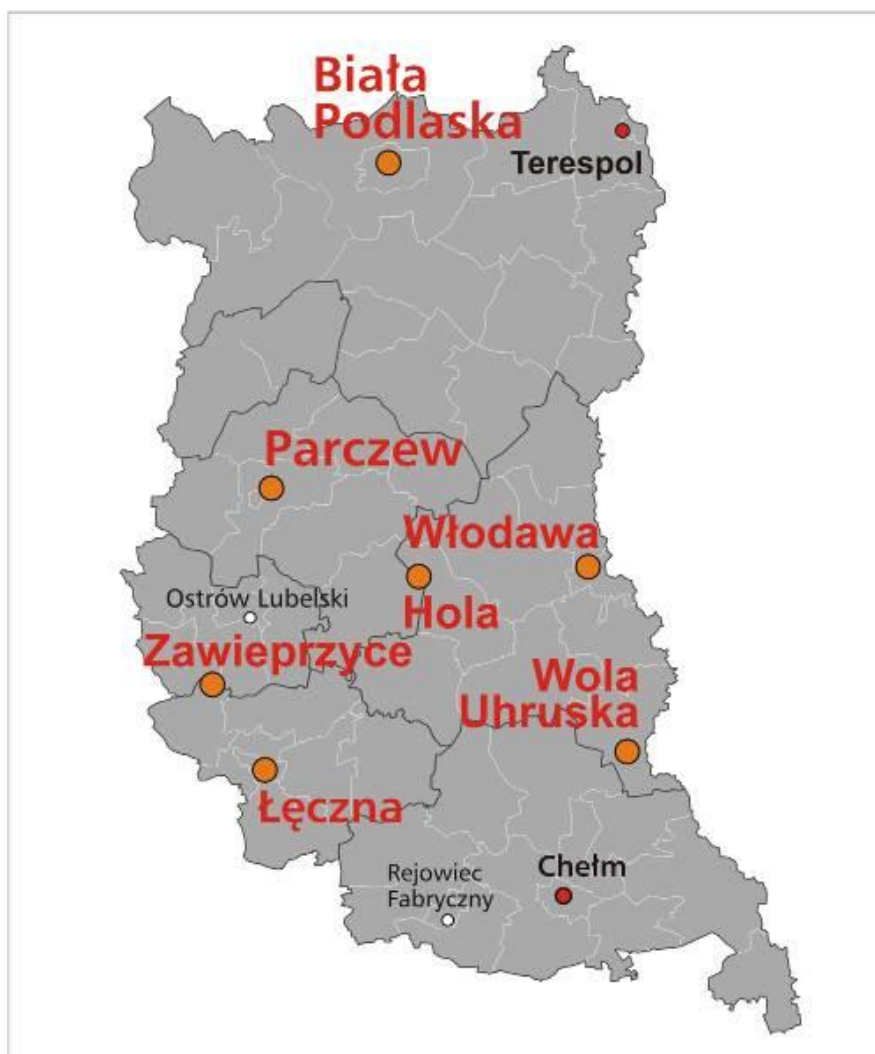 Biała
Podlaska
Terespol
Parczew
Włodawa
Hola
Ostrów Lubelski
Zawieprzyce
Wola
Uhruska
Łęczna
Chełm
Rejowiec
Fabryczny